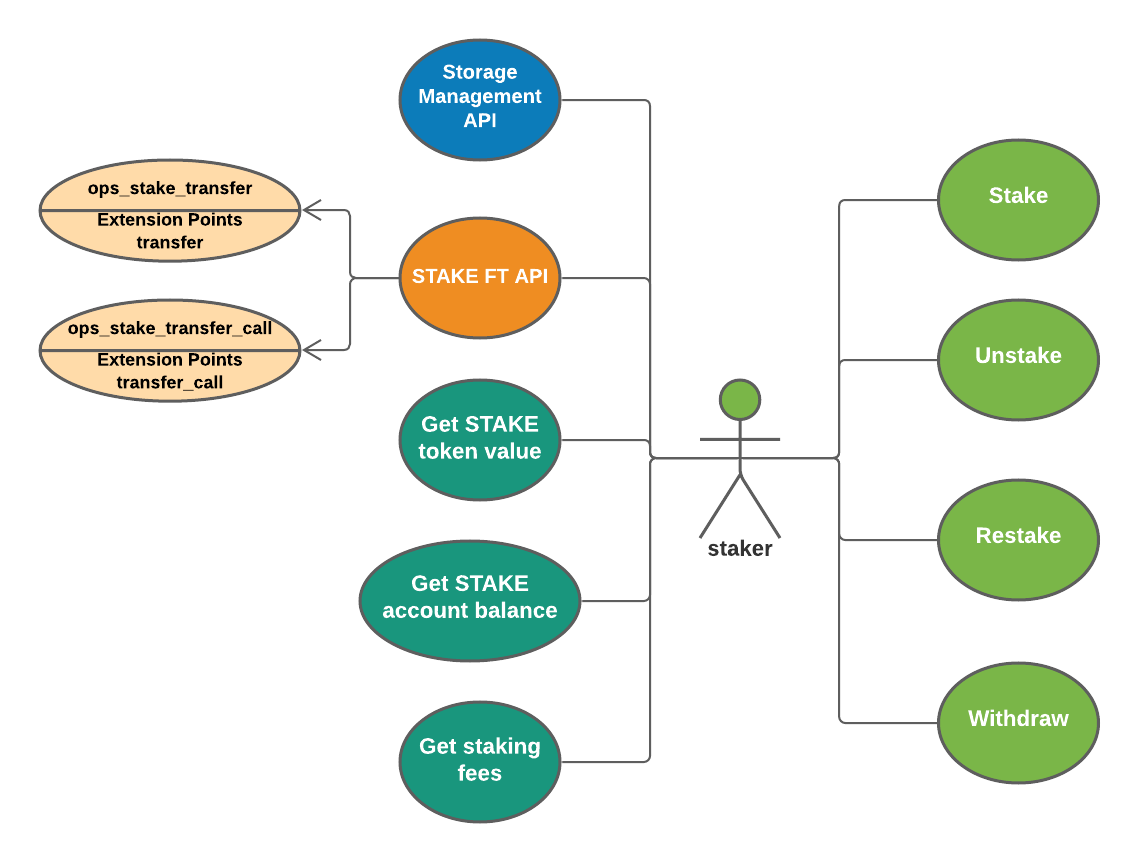 Storage
Management
API
ops_stake_transfer
Extension Points
transfer
STAKE FT API
ops_stake_transfer_call
Extension Points
transfer_call
Get STAKE
token value
Get STAKE
account balance
Get staking
fees
staker
Stake
Unstake
Restake
Withdraw